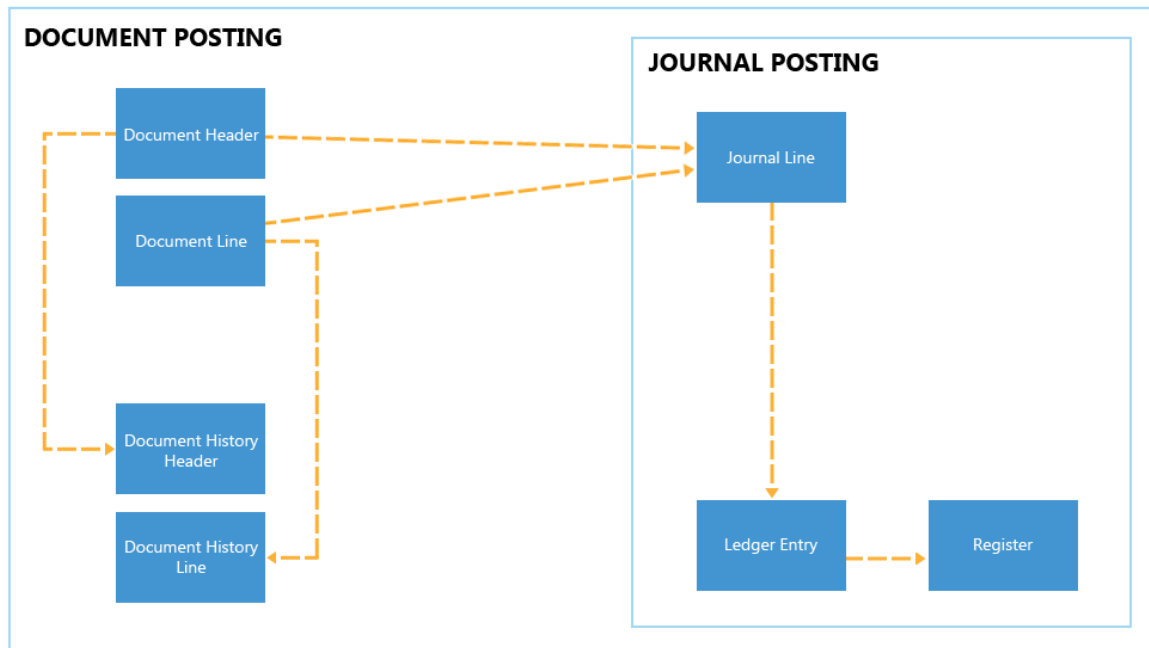 DOCUMENT POSTING
JOURNAL POSTING
Document Header
Journal Line
Document Line
Document History
Header
Document History
Line
Ledger Entry
Register